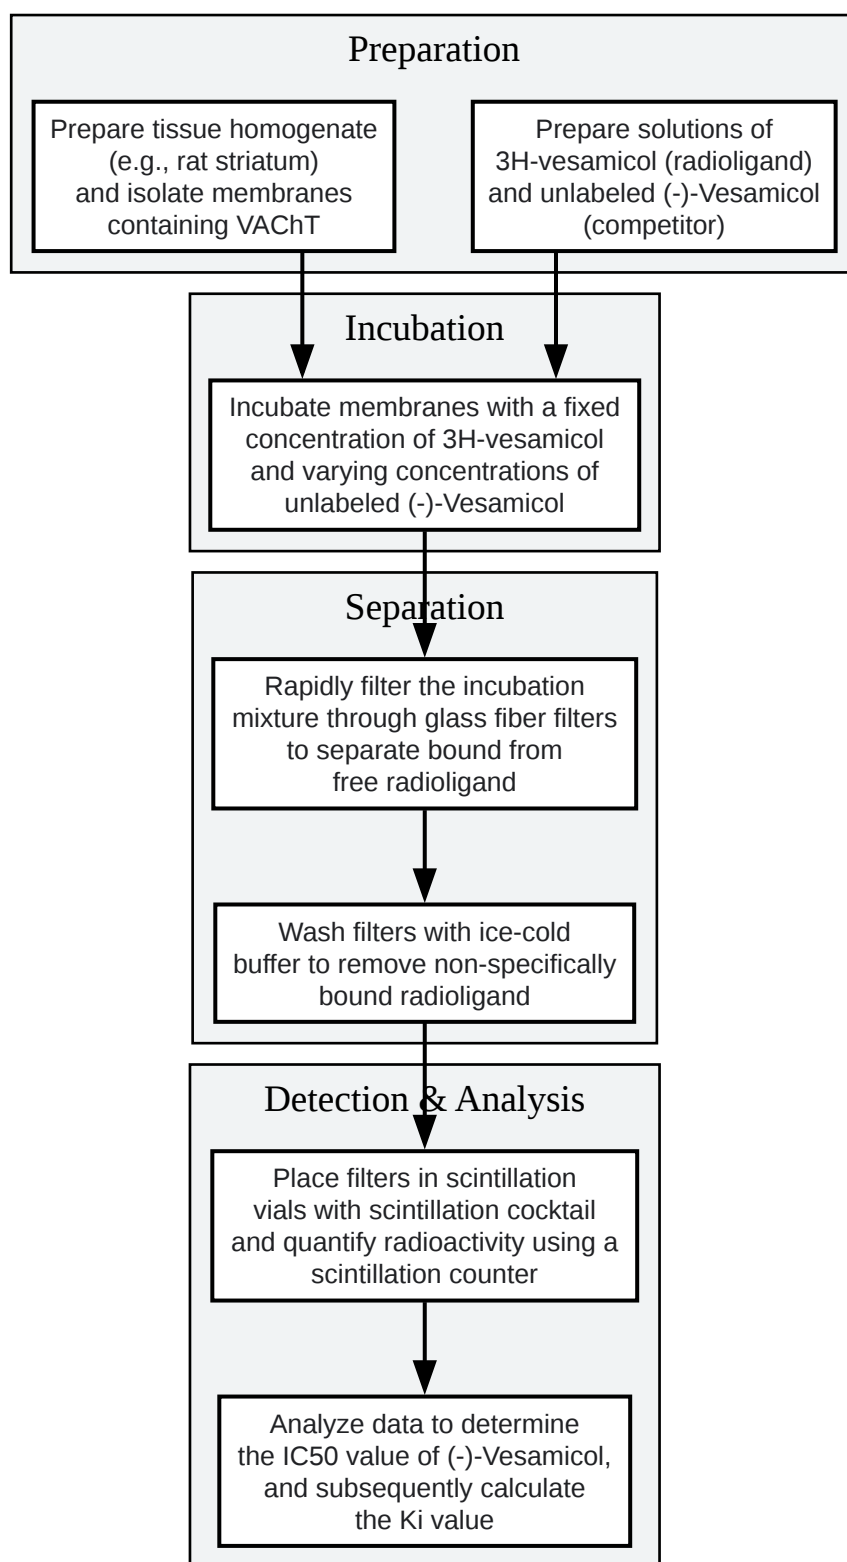 Preparation
Prepare tissue homogenate
(e.g., rat striatum)
and isolate membranes
containing VAChT
Prepare solutions of
3H-vesamicol (radioligand)
and unlabeled (-)-Vesamicol
(competitor)
Incubation
Incubate membranes with a fixed
concentration of 3H-vesamicol
and varying concentrations of
unlabeled (-)-Vesamicol
Separation
Rapidly filter the incubation
mixture through glass fiber filters
to separate bound from
free radioligand
Wash filters with ice-cold
buffer to remove non-specifically
bound radioligand
Detection & Analysis
Place filters in scintillation
vials with scintillation cocktail
and quantify radioactivity using a
scintillation counter
Analyze data to determine
the IC50 value of (-)-Vesamicol,
and subsequently calculate
the Ki value